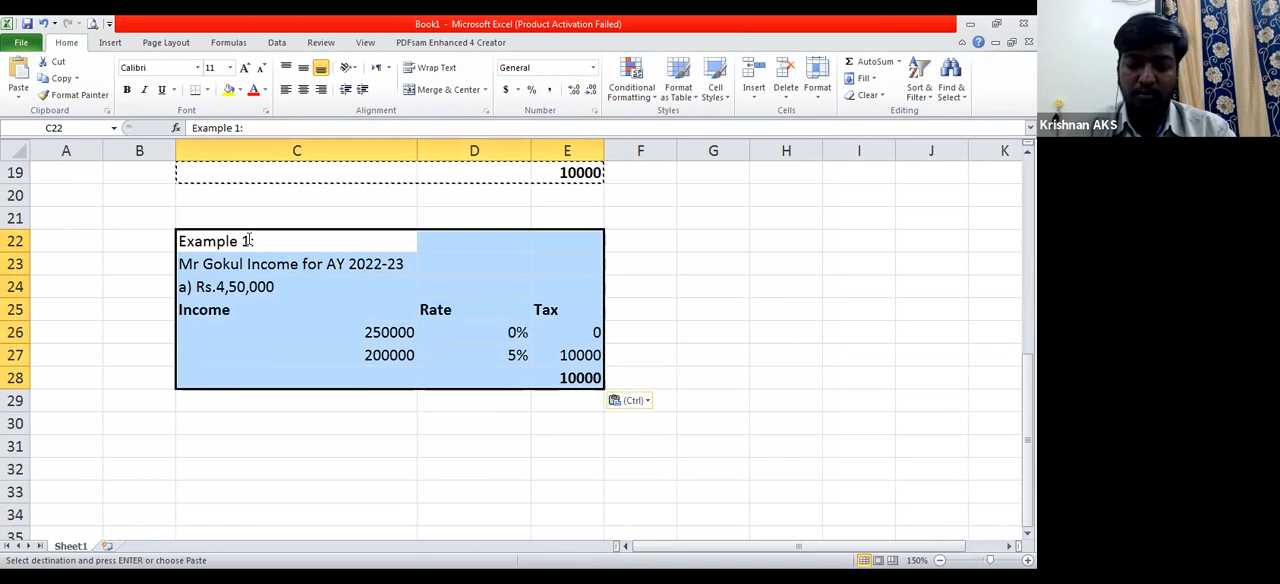 Book1 - Microsoft Excel (Product Activation Failed)
File Home Insert Page Layout Formulas Data Review View PDFsam Enhanced 4 Creator
Cut
Copy
Format Painter
Paste
Clipboard
Calibri 11
B I U
Font
Wrap Text
Merge & Center
Alignment
General
$ % ,
Number
Conditional Formatting
Format as Table
Cell Styles
Styles
Insert Delete Format
Cells
AutoSum
Fill
Clear
Sort & Filter
Find & Select
Editing
C22 fx Example 1:
A B C D E F G H I J K
19 10000
20
21
22 Example 1:
23 Mr Gokul Income for AY 2022-23
24 a) Rs.4,50,000
25 Income Rate Tax
26 250000 0% 0
27 200000 5% 10000
28 10000
29 (Ctrl)
30
31
32
33
34
35
Sheet1
Select destination and press ENTER or choose Paste 150%
Krishnan AKS